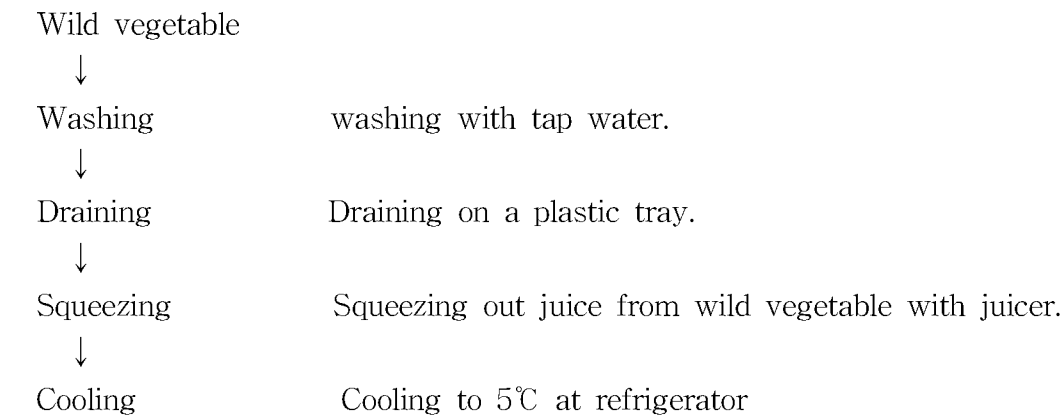 Wild vegetable
↓
Washing washing with tap water.
↓
Draining Draining on a plastic tray.
↓
Squeezing Squeezing out juice from wild vegetable with juicer.
↓
Cooling Cooling to 5℃ at refrigerator